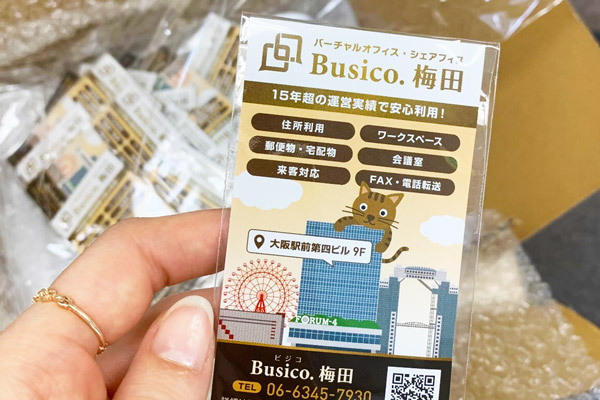 バーチャルオフィス・シェアオフィス
Busico. 梅田
15年超の運営実績で安心利用！
住所利用
ワークスペース
郵便物・宅配物
会議室
来客対応
FAX・電話転送
大阪駅前第四ビル 9F
FORUM-4
ビジコ
Busico. 梅田
TEL 06-6345-7930